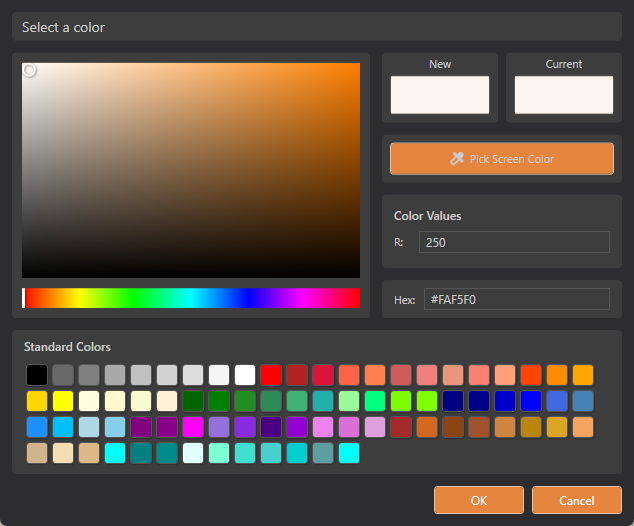 Select a color
New
Current
Pick Screen Color
Color Values
R: 250
Hex: #FAF5F0
Standard Colors
OK
Cancel